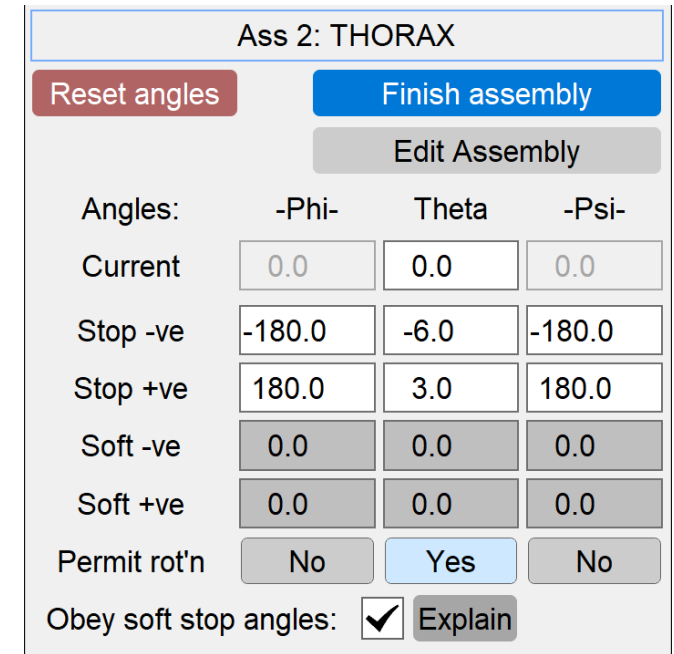 Ass 2: THORAX
Reset angles Finish assembly
Edit Assembly
Angles: -Phi- Theta -Psi-
Current 0.0 0.0 0.0
Stop -ve -180.0 -6.0 -180.0
Stop +ve 180.0 3.0 180.0
Soft -ve 0.0 0.0 0.0
Soft +ve 0.0 0.0 0.0
Permit rot'n No Yes No
Obey soft stop angles: Explain